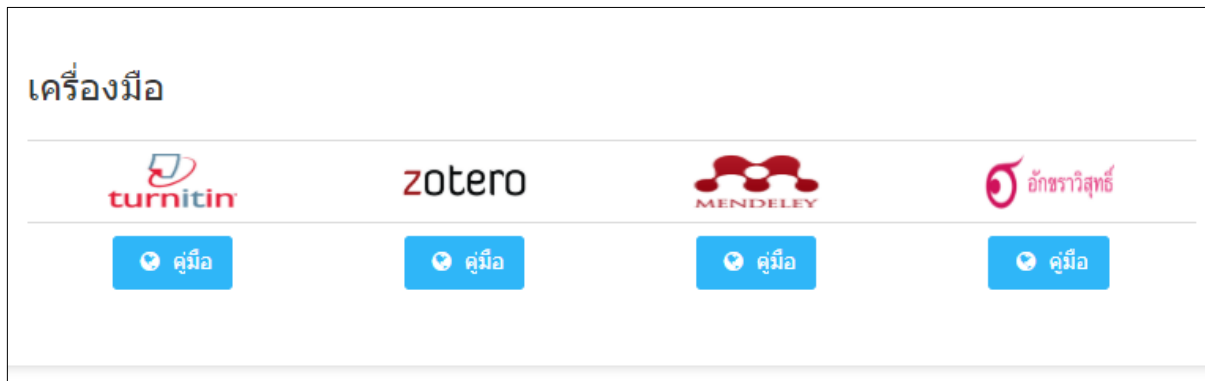 เครื่องมือ
turnitin
zotero
MENDELEY
อักขราวิสุทธิ์
คู่มือ
คู่มือ
คู่มือ
คู่มือ